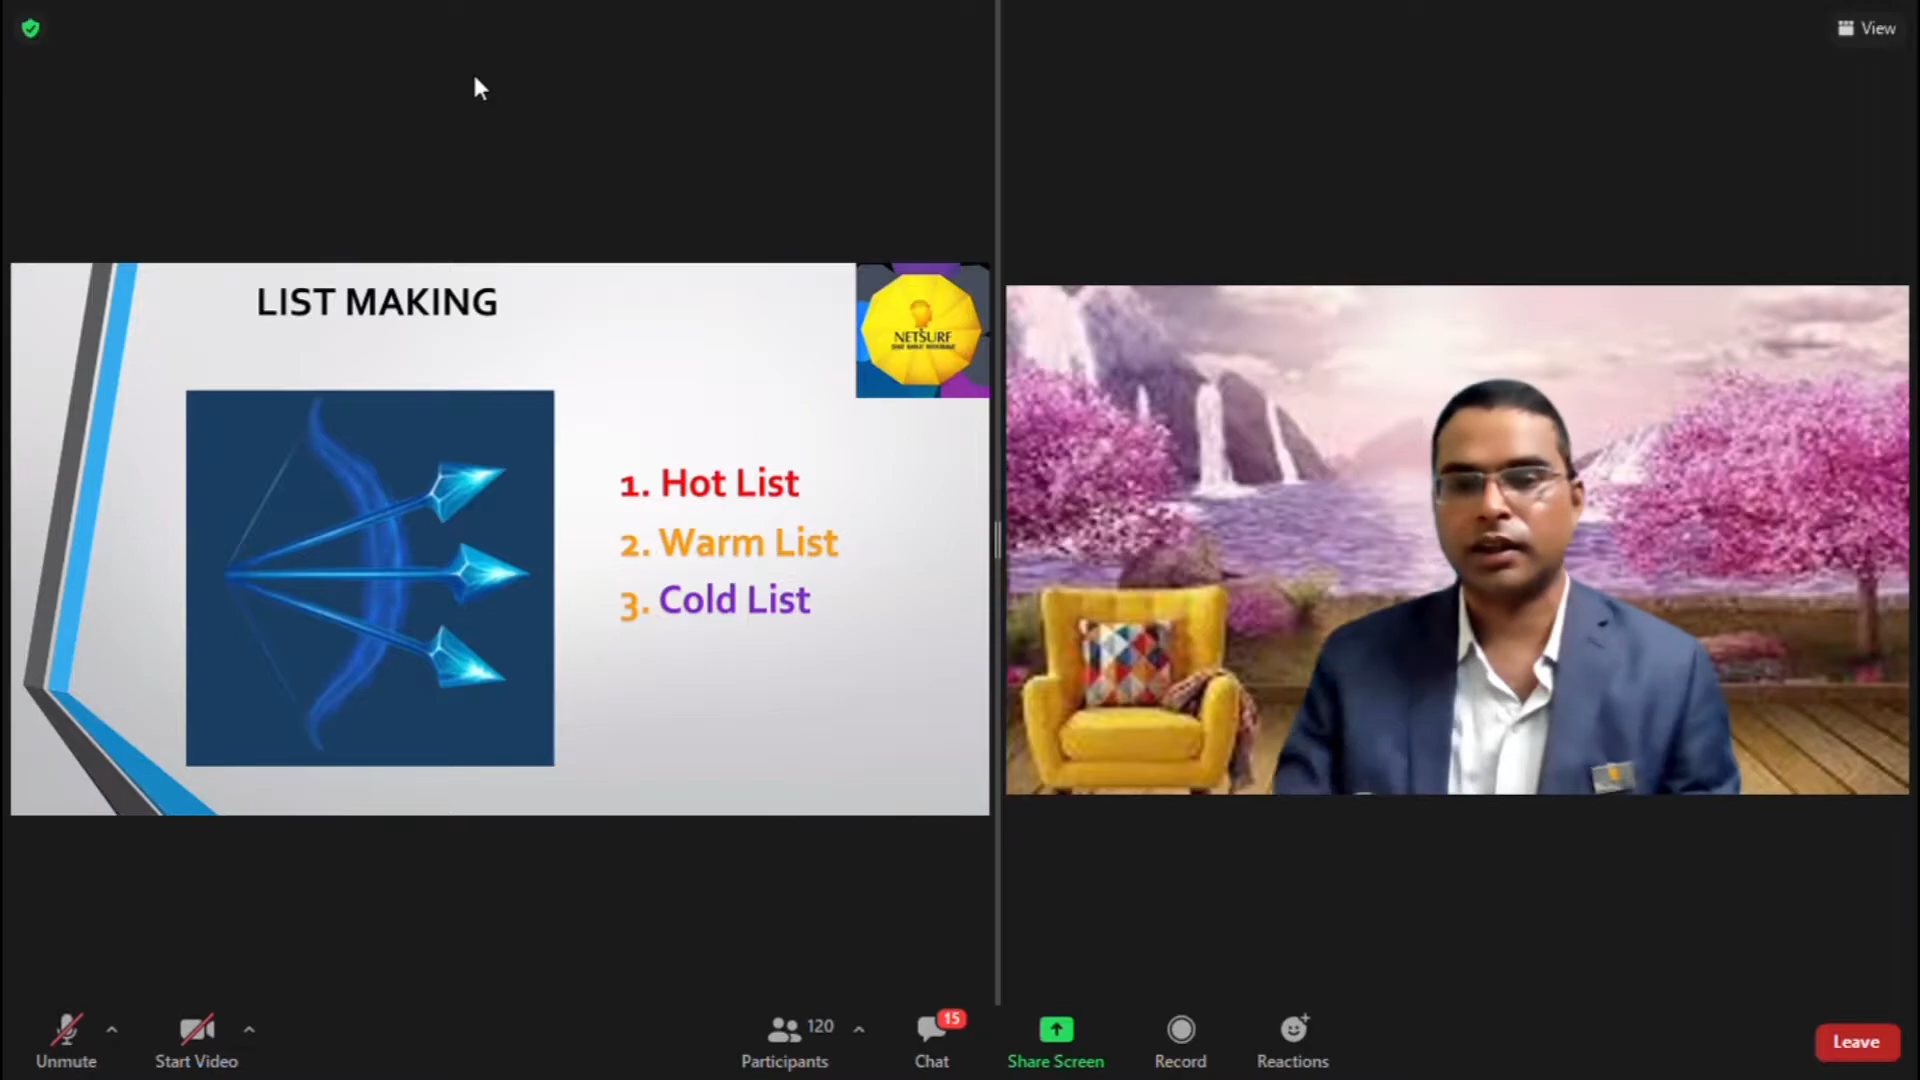 View
LIST MAKING
NETSURF
1. Hot List
2. Warm List
3. Cold List
Unmute
Start Video
120
Participants
15
Chat
Share Screen
Record
Reactions
Leave